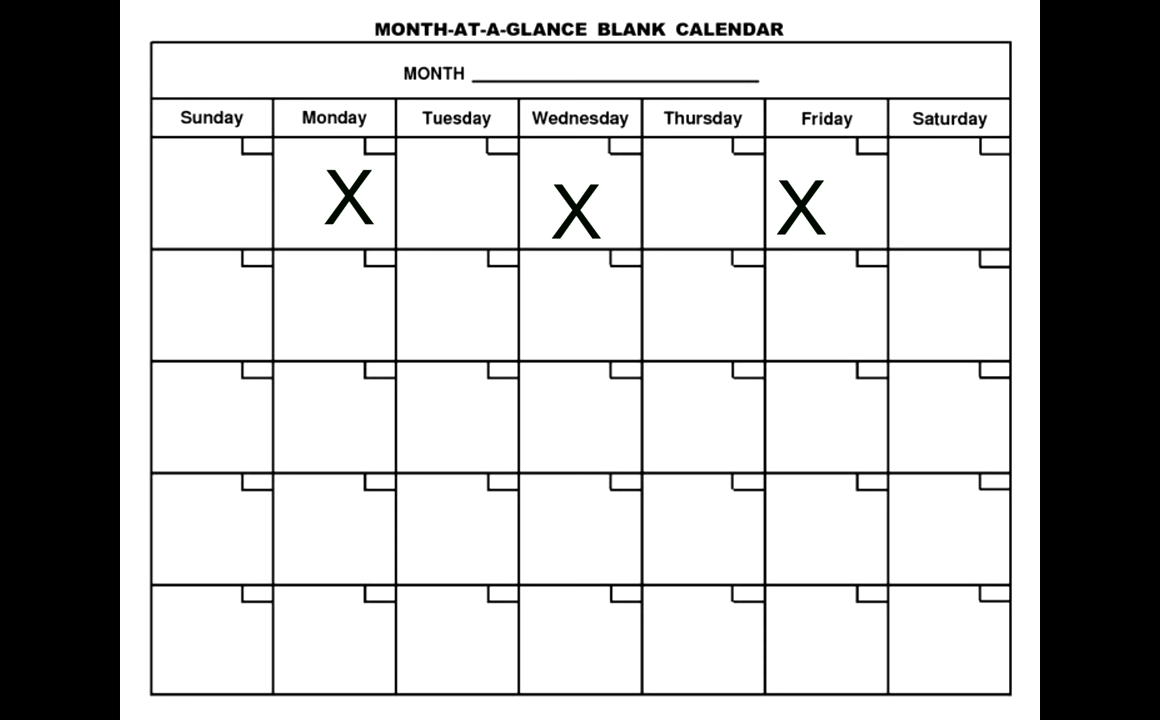 MONTH-AT-A-GLANCE BLANK CALENDAR
MONTH
Sunday Monday Tuesday Wednesday Thursday Friday Saturday
X X X